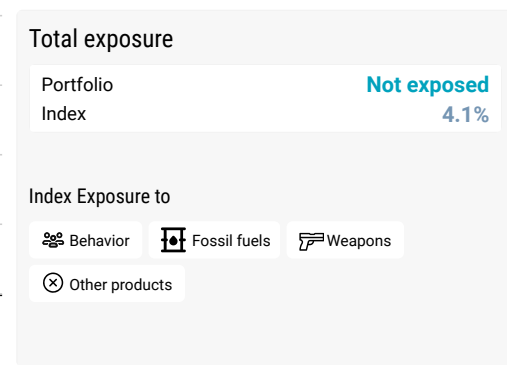 Total exposure
Portfolio Not exposed
Index 4.1%
Index Exposure to
Behavior Fossil fuels Weapons
Other products